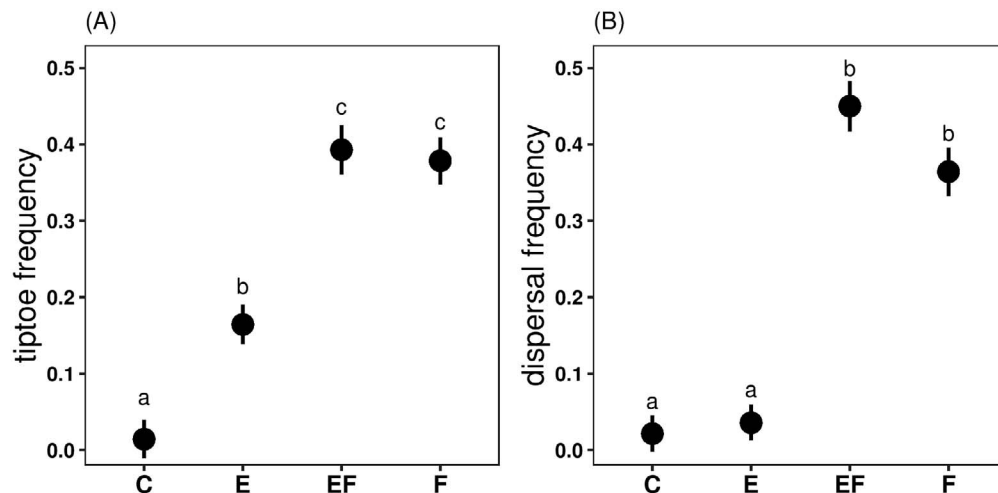 (A)
tiptoe frequency
0.5
0.4
0.3
0.2
0.1
0.0
a
b
c
c
C E EF F
(B)
dispersal frequency
0.5
0.4
0.3
0.2
0.1
0.0
a
a
b
b
C E EF F